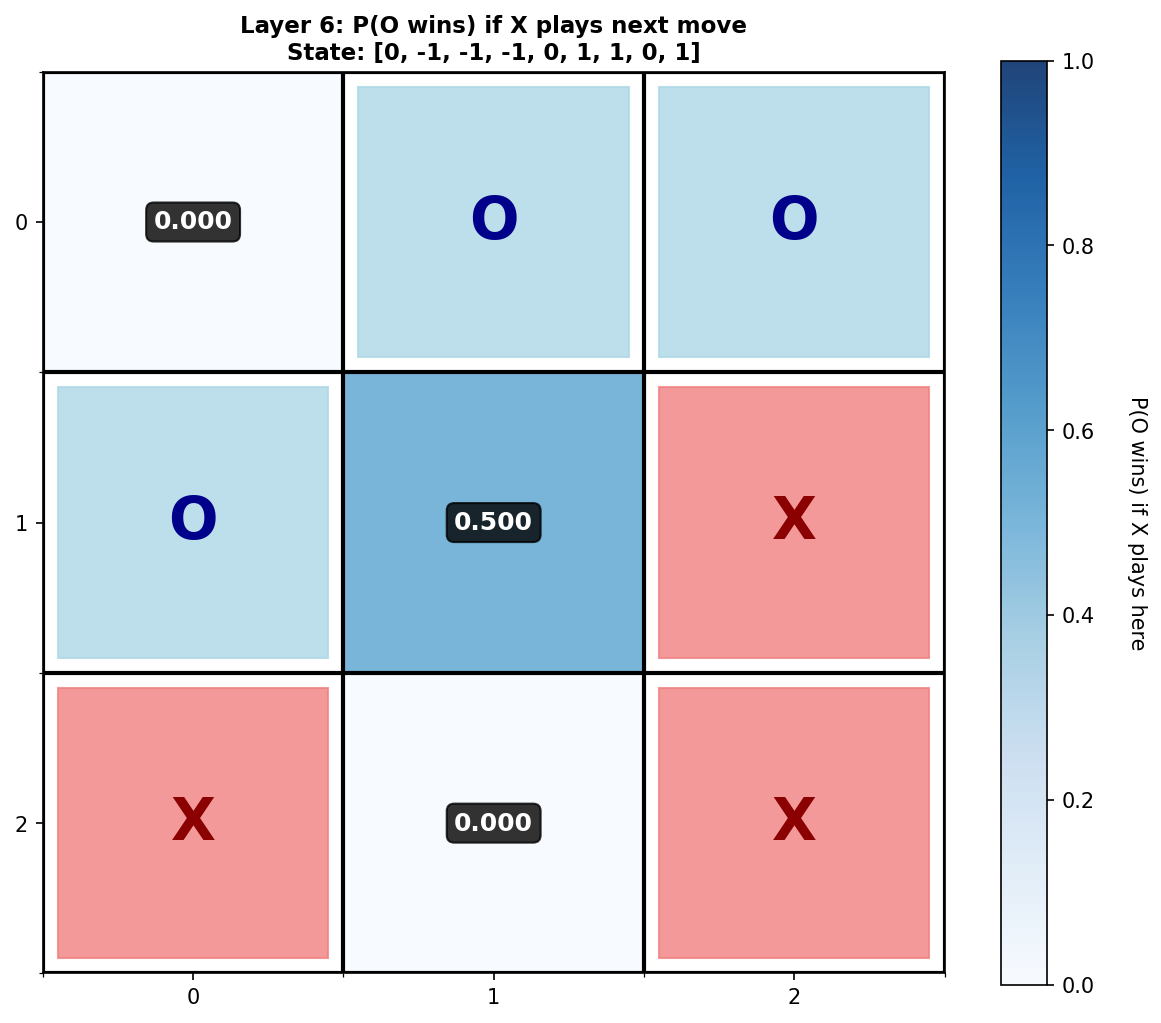 Layer 6: P(O wins) if X plays next move
State: [0, -1, -1, -1, 0, 1, 1, 0, 1]
0 0.000 O O
1 O 0.500 X
2 X 0.000 X
0 1 2
1.0
0.8
0.6
0.4
0.2
0.0
P(O wins) if X plays here